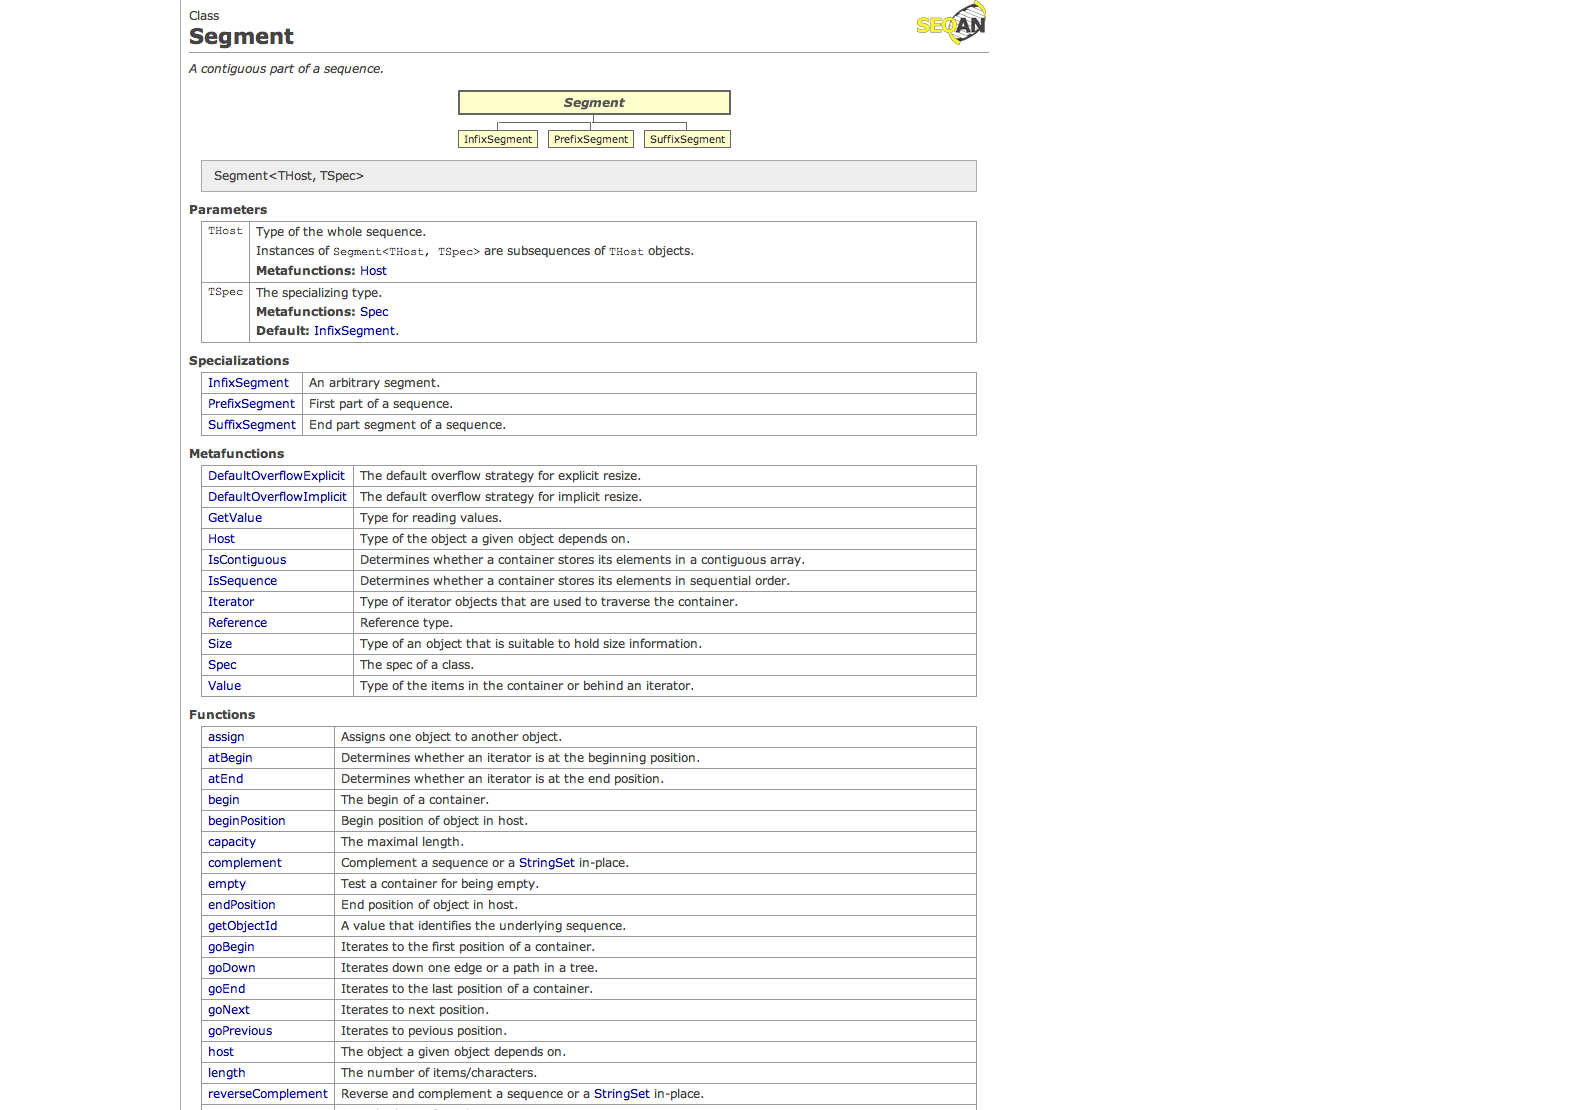 Class
Segment
SEQAN
A contiguous part of a sequence.
Segment
InfixSegment PrefixSegment SuffixSegment
Segment<THost, TSpec>
Parameters
THost Type of the whole sequence.
Instances of Segment<THost, TSpec> are subsequences of THost objects.
Metafunctions: Host
TSpec The specializing type.
Metafunctions: Spec
Default: InfixSegment.
Specializations
InfixSegment An arbitrary segment.
PrefixSegment First part of a sequence.
SuffixSegment End part segment of a sequence.
Metafunctions
DefaultOverflowExplicit The default overflow strategy for explicit resize.
DefaultOverflowImplicit The default overflow strategy for implicit resize.
GetValue Type for reading values.
Host Type of the object a given object depends on.
IsContiguous Determines whether a container stores its elements in a contiguous array.
IsSequence Determines whether a container stores its elements in sequential order.
Iterator Type of iterator objects that are used to traverse the container.
Reference Reference type.
Size Type of an object that is suitable to hold size information.
Spec The spec of a class.
Value Type of the items in the container or behind an iterator.
Functions
assign Assigns one object to another object.
atBegin Determines whether an iterator is at the beginning position.
atEnd Determines whether an iterator is at the end position.
begin The begin of a container.
beginPosition Begin position of object in host.
capacity The maximal length.
complement Complement a sequence or a StringSet in-place.
empty Test a container for being empty.
endPosition End position of object in host.
getObjectId A value that identifies the underlying sequence.
goBegin Iterates to the first position of a container.
goDown Iterates down one edge or a path in a tree.
goEnd Iterates to the last position of a container.
goNext Iterates to next position.
goPrevious Iterates to pevious position.
host The object a given object depends on.
length The number of items/characters.
reverseComplement Reverse and complement a sequence or a StringSet in-place.